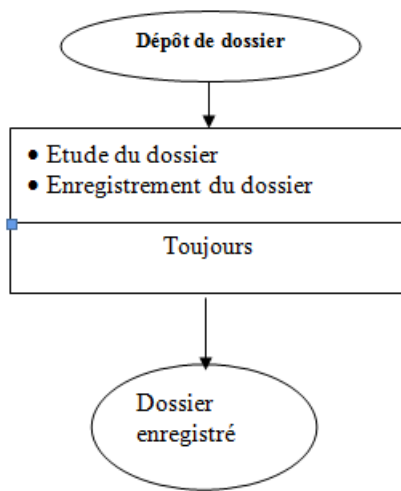 Dépôt de dossier
• Etude du dossier
• Enregistrement du dossier
Toujours
Dossier
enregistré